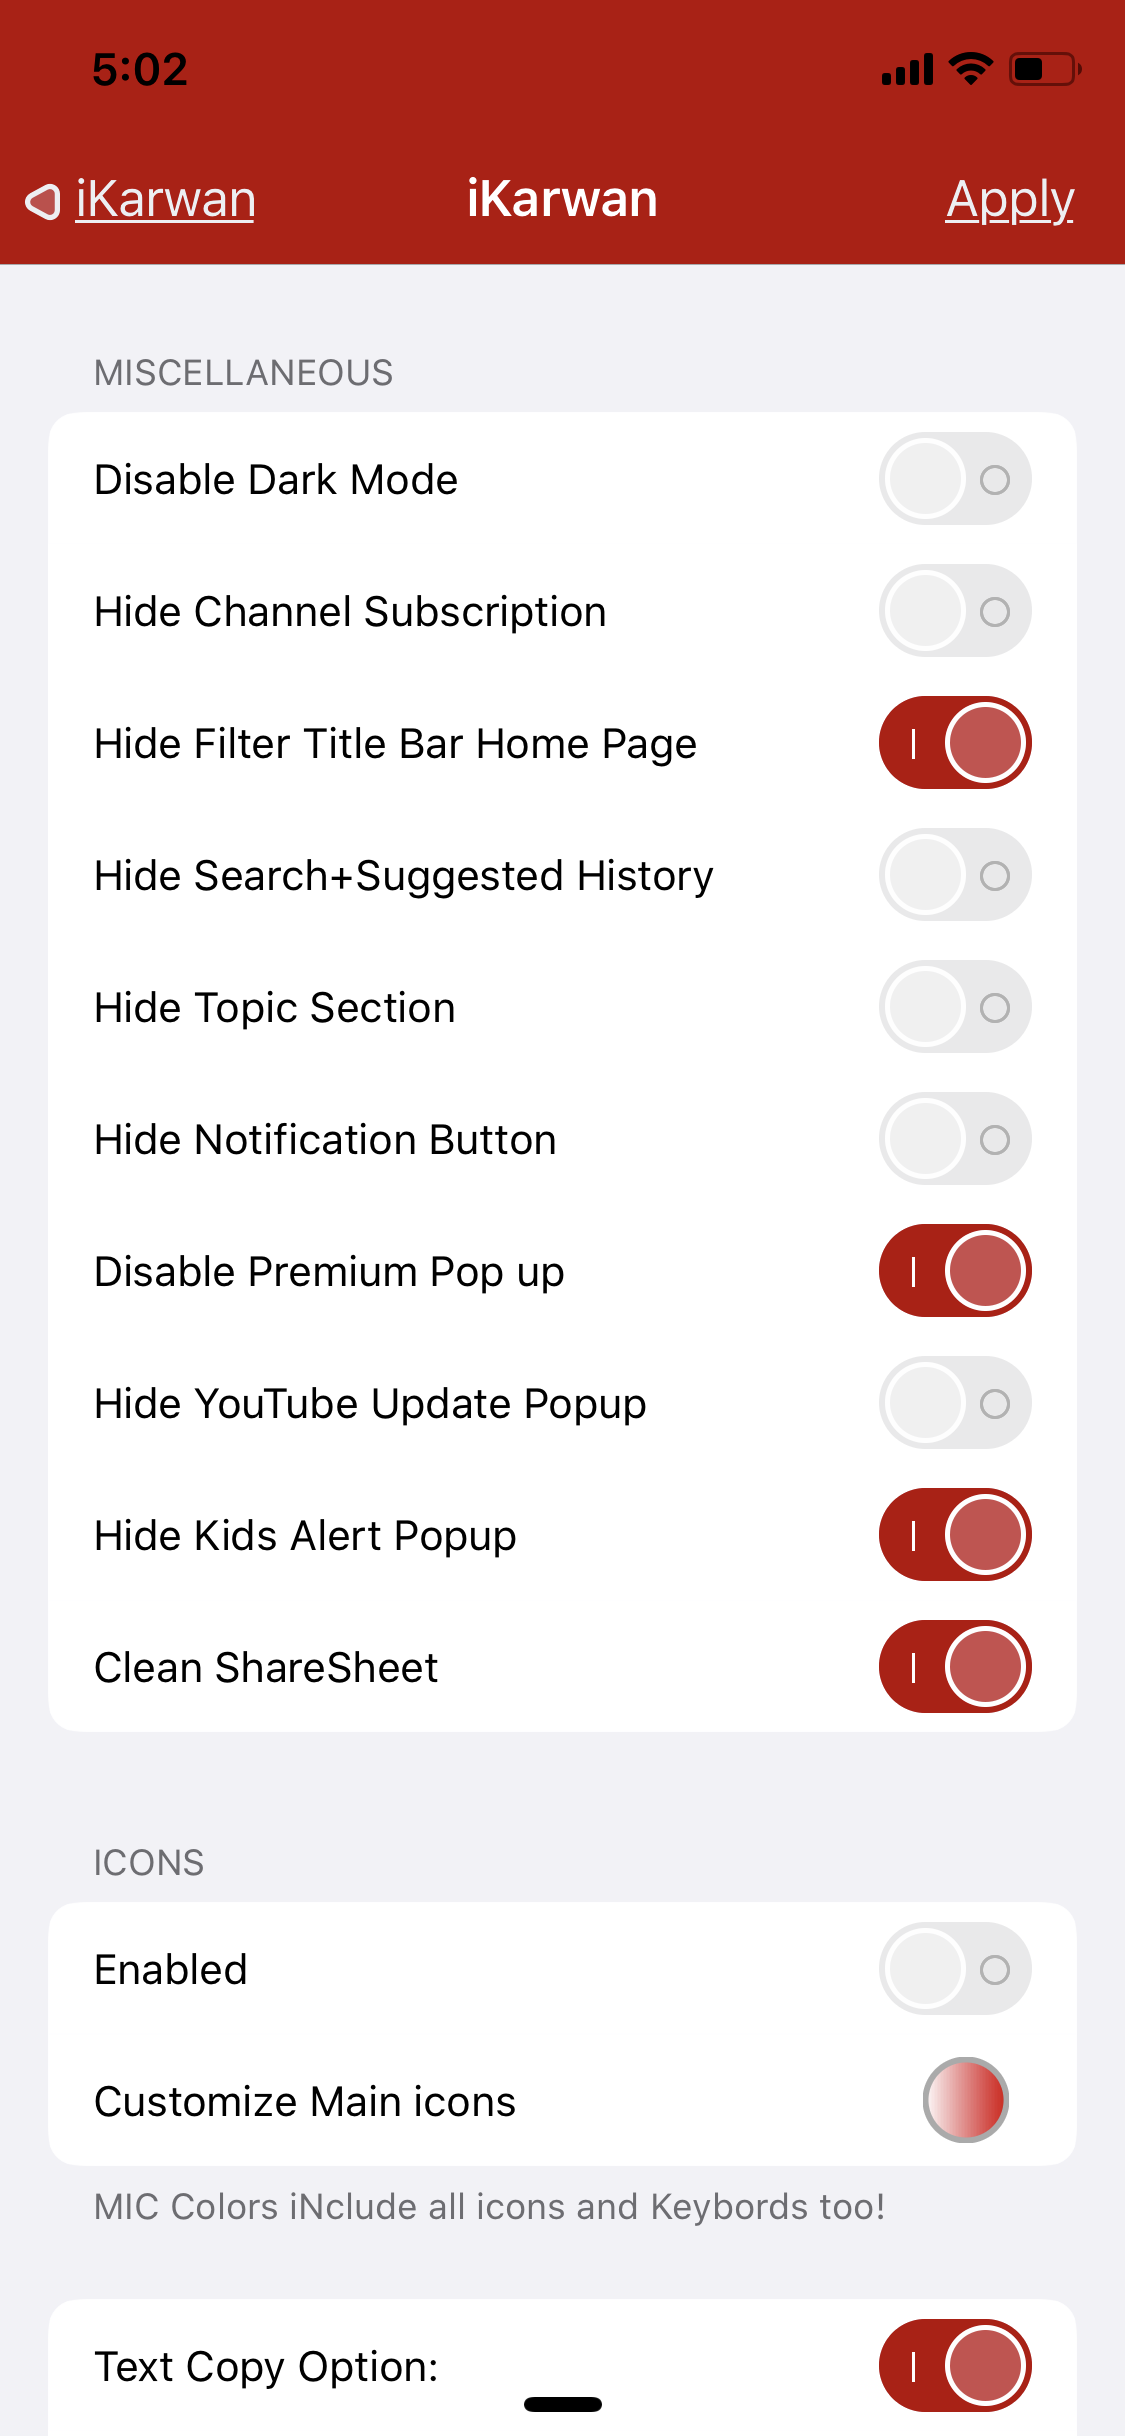 5:02
iKarwan
iKarwan
Apply
MISCELLANEOUS
Disable Dark Mode
Hide Channel Subscription
Hide Filter Title Bar Home Page
Hide Search+Suggested History
Hide Topic Section
Hide Notification Button
Disable Premium Pop up
Hide YouTube Update Popup
Hide Kids Alert Popup
Clean ShareSheet
ICONS
Enabled
Customize Main icons
MIC Colors iNclude all icons and Keybords too!
Text Copy Option: